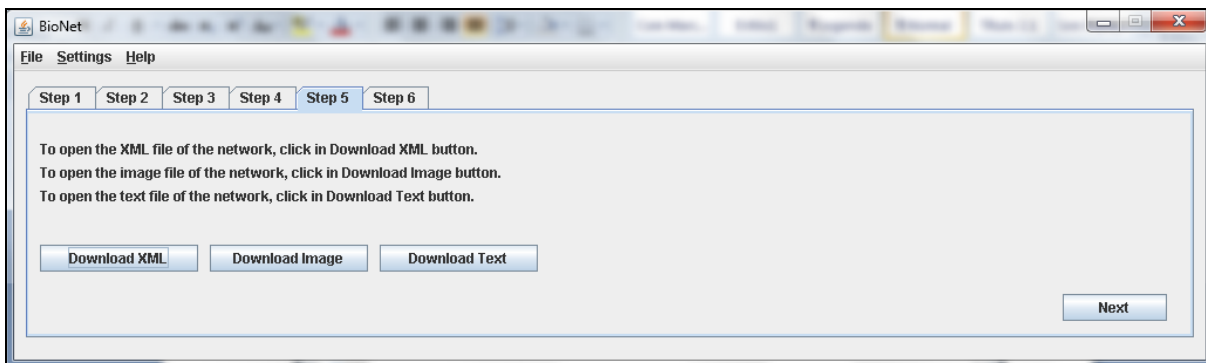 BioNet
File Settings Help
Step 1 Step 2 Step 3 Step 4 Step 5 Step 6
To open the XML file of the network, click in Download XML button.
To open the image file of the network, click in Download Image button.
To open the text file of the network, click in Download Text button.
Download XML Download Image Download Text
Next